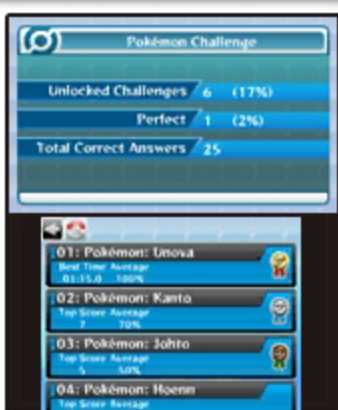 Pokémon Challenge
Unlocked Challenges 6 (17%)
Perfect 1 (2%)
Total Correct Answers 25
01: Pokémon: Unova
Best Time Average
01:15.0 100%
02: Pokémon: Kanto
Top Score Average
7 70%
03: Pokémon: Johto
Top Score Average
5 50%
04: Pokémon: Hoenn
Top Score Average